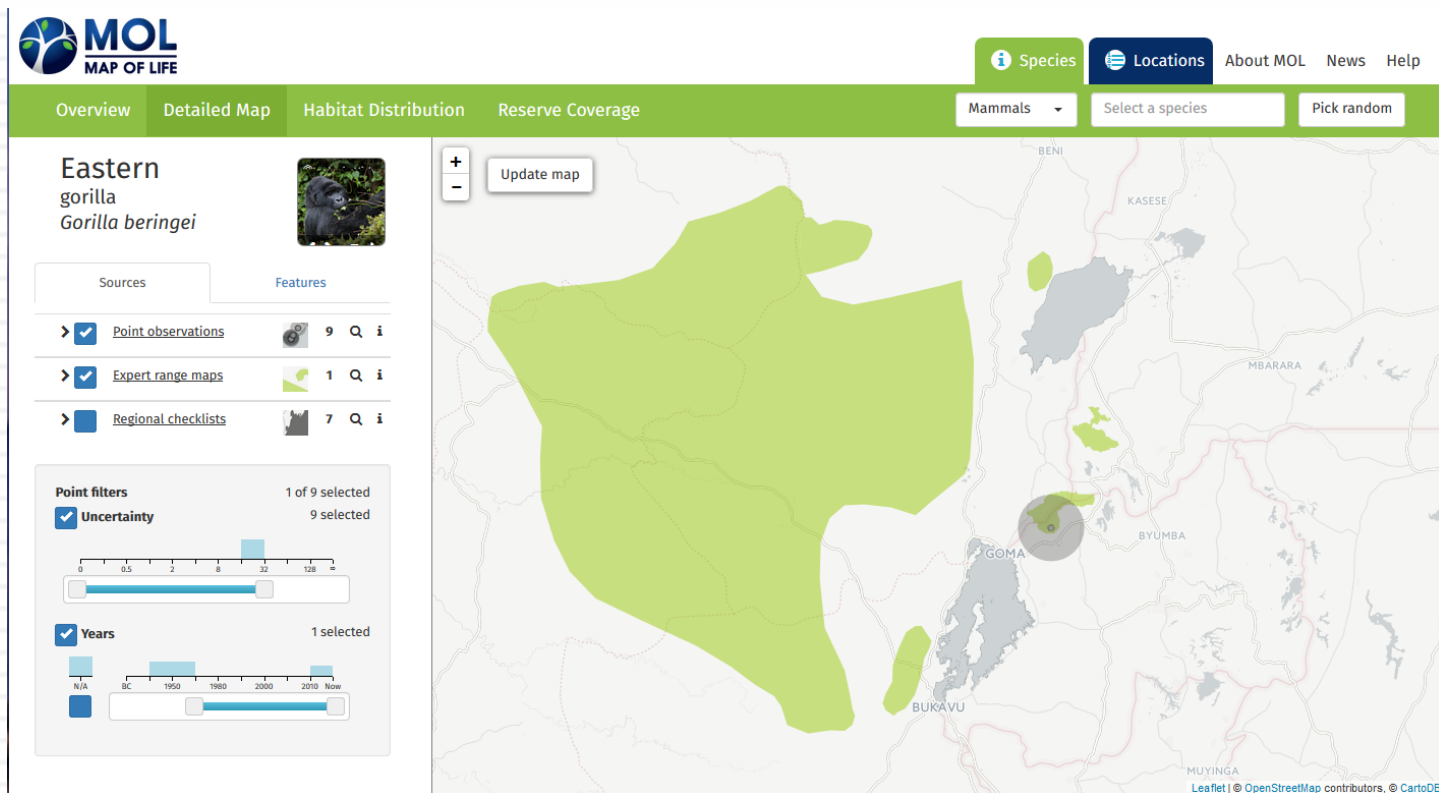 MOL
MAP OF LIFE
Species
Locations
About MOL
News
Help
Overview
Detailed Map
Habitat Distribution
Reserve Coverage
Mammals
Select a species
Pick random
Eastern
gorilla
Gorilla beringei
Sources
Features
Point observations 9
Expert range maps 1
Regional checklists 7
Point filters 1 of 9 selected
Uncertainty 9 selected
0 0.5 2 8 32 128 ∞
Years 1 selected
N/A BC 1950 1980 2000 2010 Now
+
−
Update map
BENI
KASESE
MBARARA
BYUMBA
GOMA
BUKAVU
MUYINGA
Leaflet | © OpenStreetMap contributors, © CartoDB